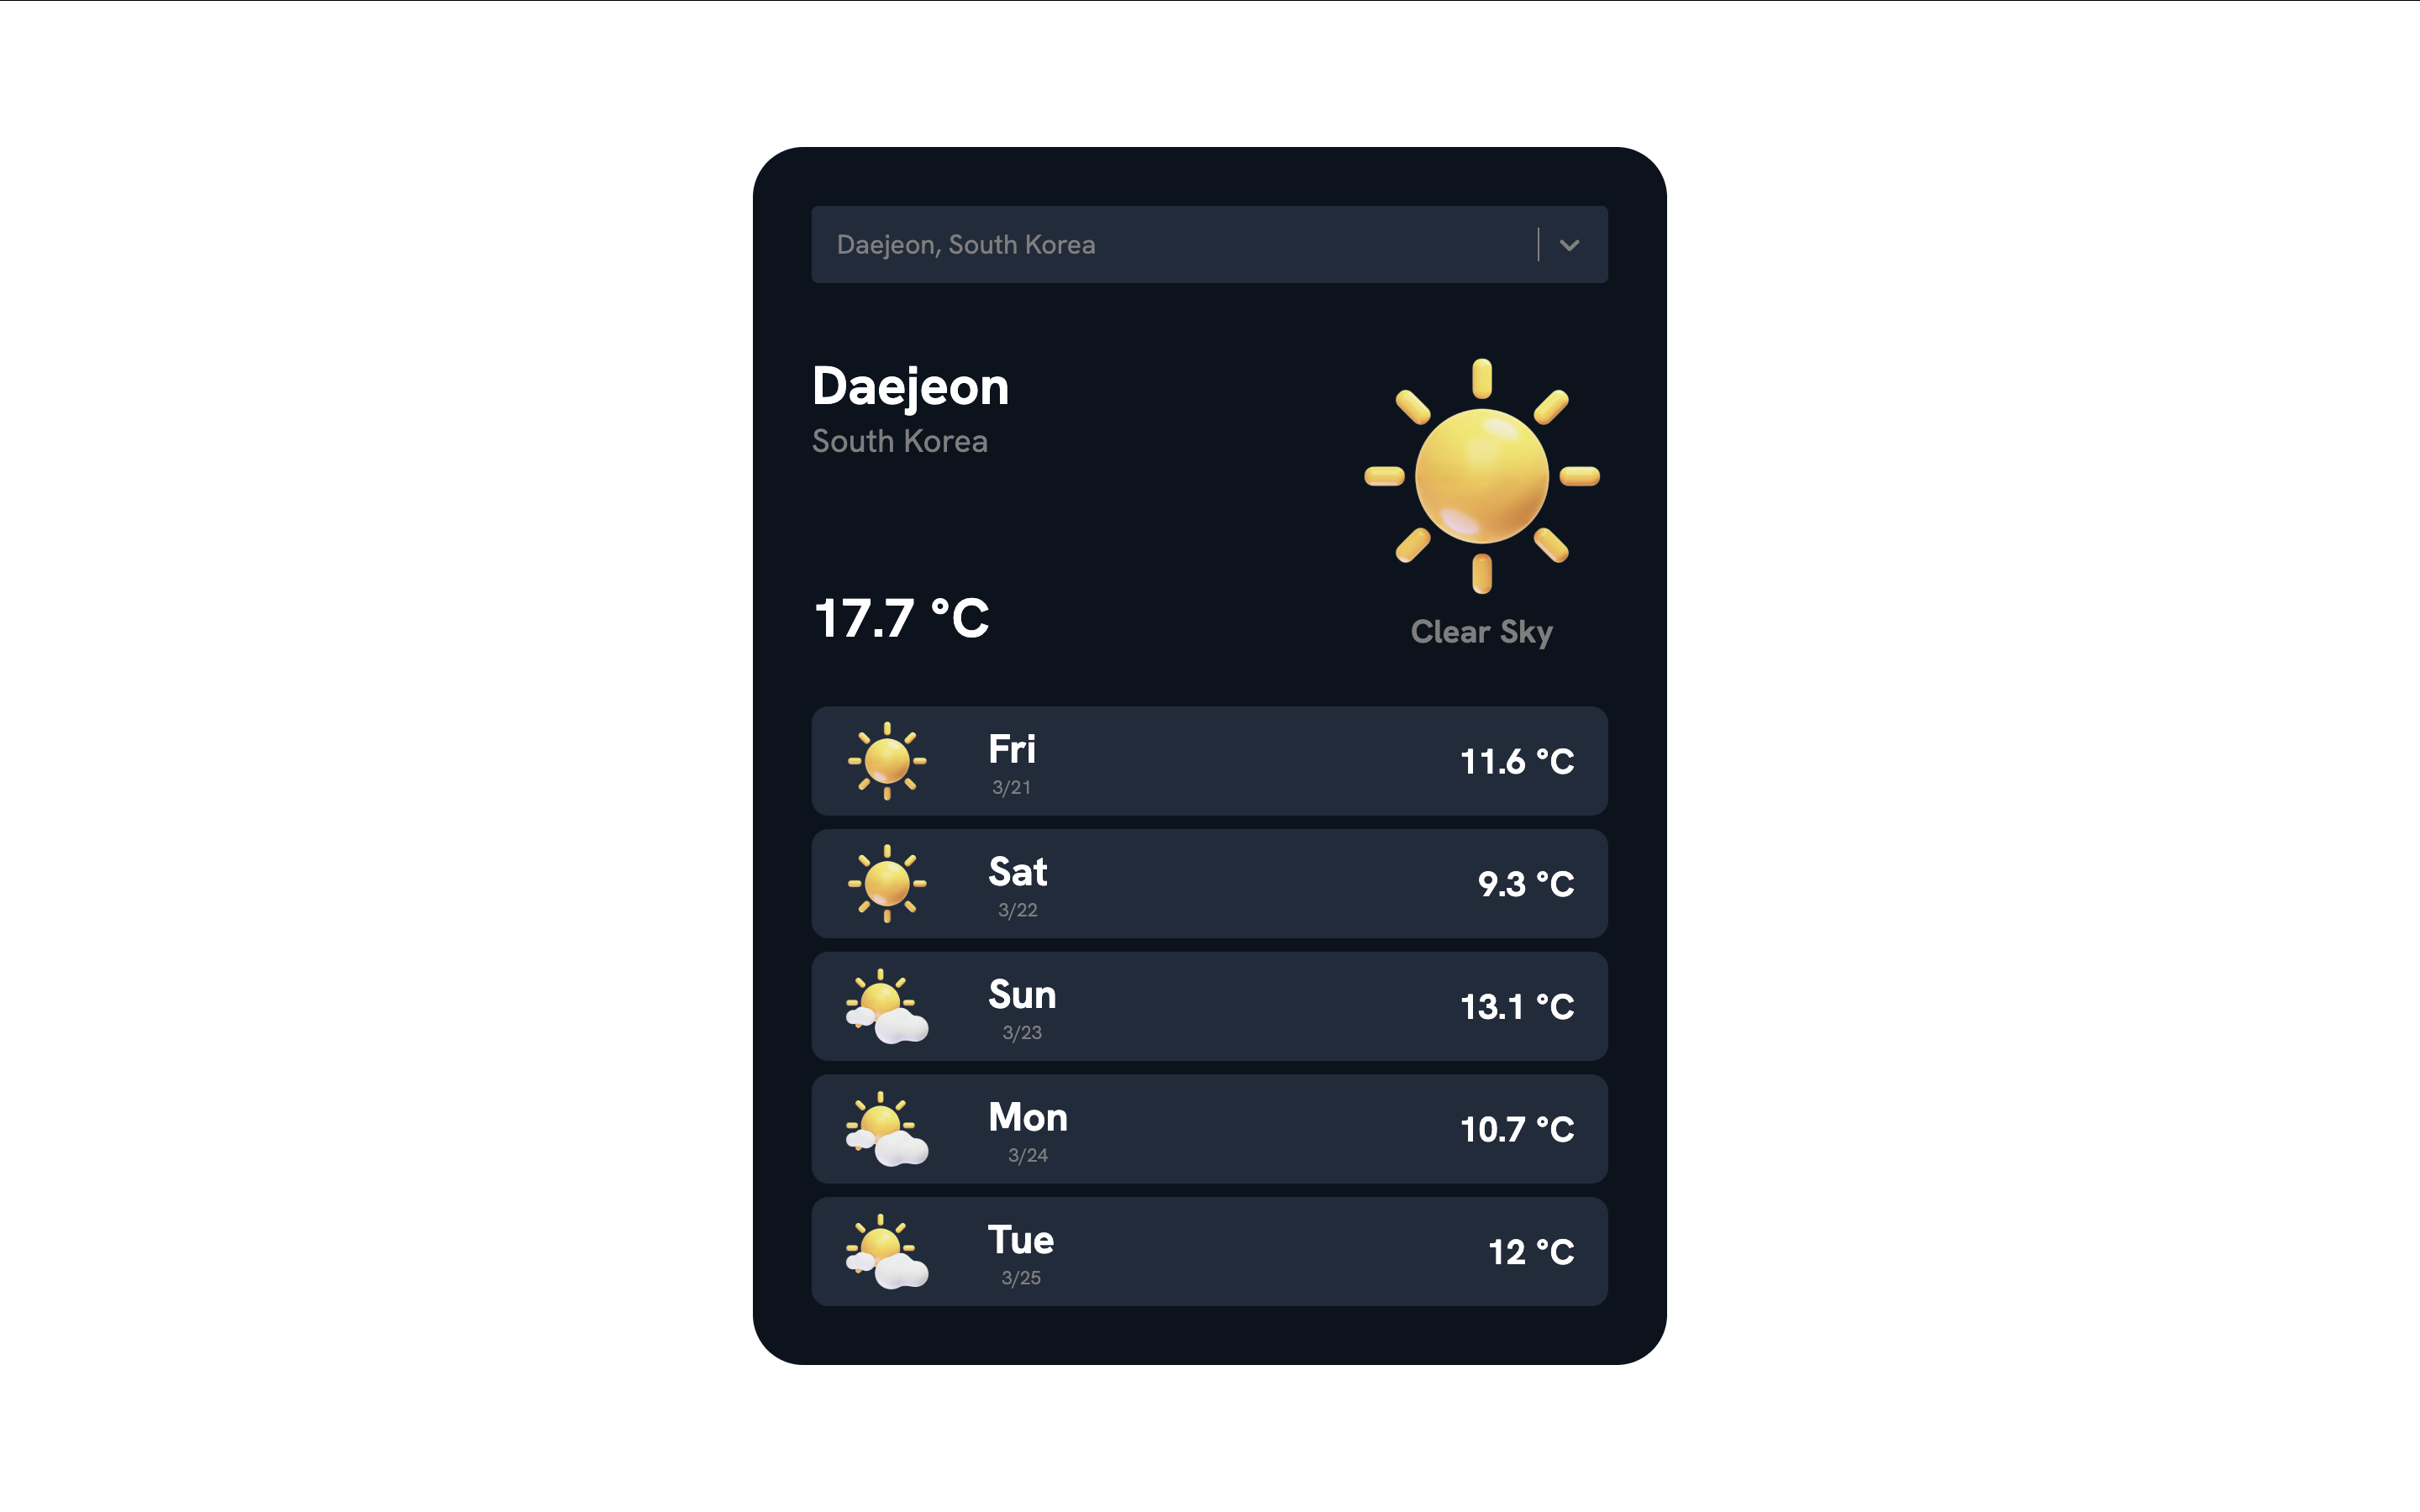 Daejeon, South Korea
Daejeon
South Korea
17.7 °C
Clear Sky
Fri
3/21
11.6 °C
Sat
3/22
9.3 °C
Sun
3/23
13.1 °C
Mon
3/24
10.7 °C
Tue
3/25
12 °C